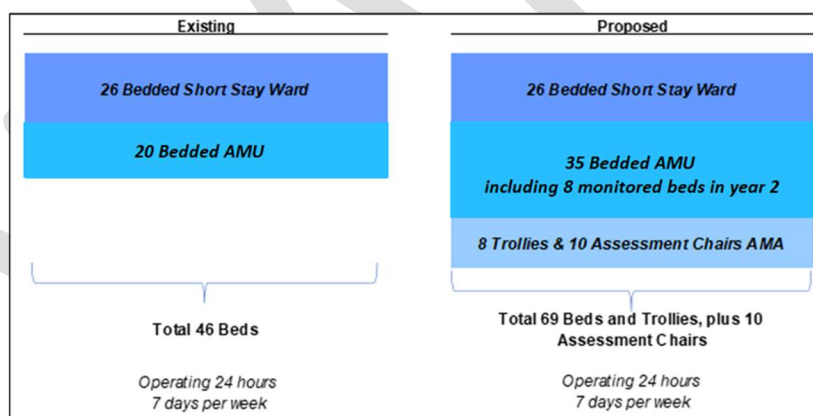 Existing
26 Bedded Short Stay Ward
20 Bedded AMU
Total 46 Beds
Operating 24 hours
7 days per week
Proposed
26 Bedded Short Stay Ward
35 Bedded AMU
including 8 monitored beds in year 2
8 Trollies & 10 Assessment Chairs AMA
Total 69 Beds and Trollies, plus 10
Assessment Chairs
Operating 24 hours
7 days per week